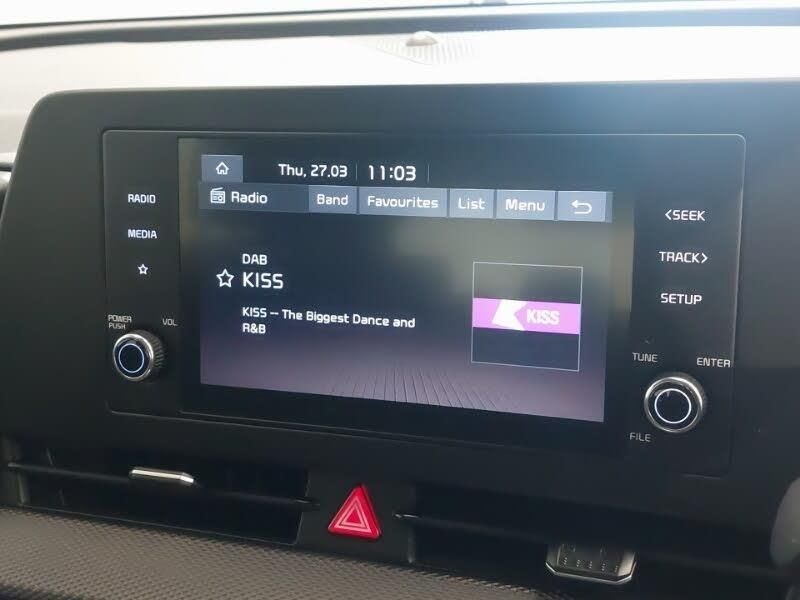 Thu, 27.03 11:03
Radio Band Favourites List Menu
DAB
KISS
KISS -- The Biggest Dance and
R&B
KISS
RADIO
MEDIA
POWER
PUSH
VOL
<SEEK
TRACK>
SETUP
TUNE
ENTER
FILE